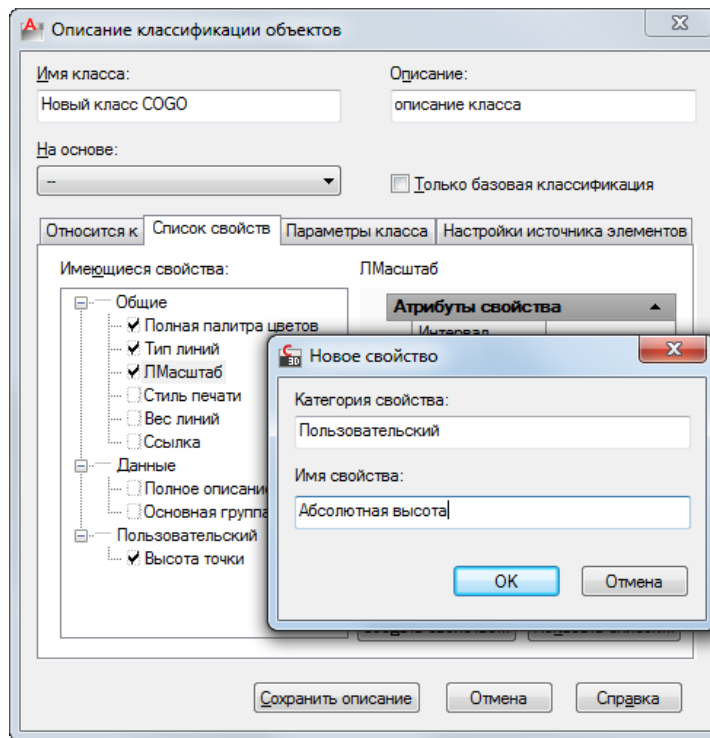 Описание классификации объектов
Имя класса:
Описание:
Новый класс COGO
описание класса
На основе:
--
Только базовая классификация
Относится к
Список свойств
Параметры класса
Настройки источника элементов
Имеющиеся свойства:
ЛМасштаб
Общие
Полная палитра цветов
Тип линий
ЛМасштаб
Стиль печати
Вес линий
Ссылка
Данные
Полное описание
Основная группа
Пользовательский
Высота точки
Атрибуты свойства
Интервал
Новое свойство
Категория свойства:
Пользовательский
Имя свойства:
Абсолютная высота
OK
Отмена
Сохранить описание
Отмена
Справка